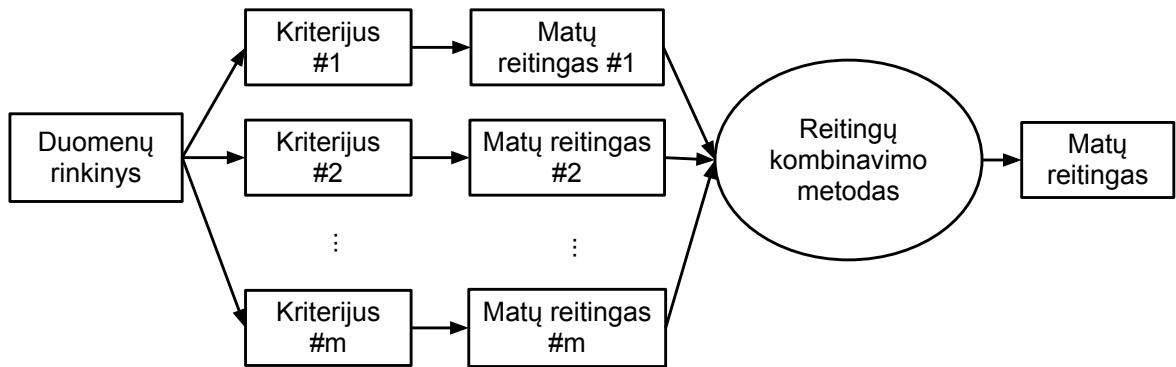 Duomenų
rinkinys
Kriterijus
#1
Matų
reitingas #1
Kriterijus
#2
Matų reitingas
#2
...
...
Kriterijus
#m
Matų reitingas
#m
Reitingų
kombinavimo
metodas
Matų
reitingas